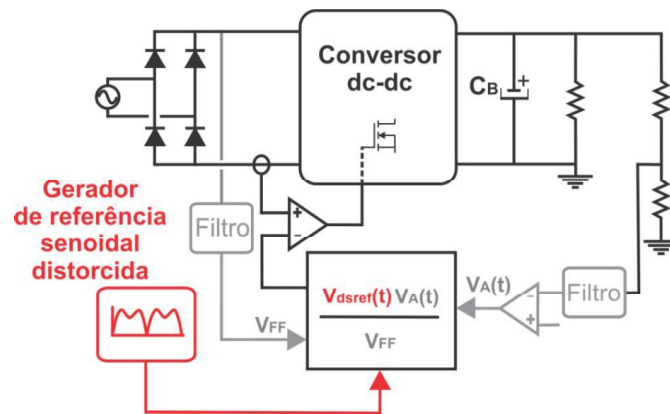 Conversor
dc-dc
CB
+
Gerador
de referência
senoidal
distorcida
Filtro
+
−
Vdsref(t) VA(t)
VFF
VFF
VA(t)
−
+
Filtro